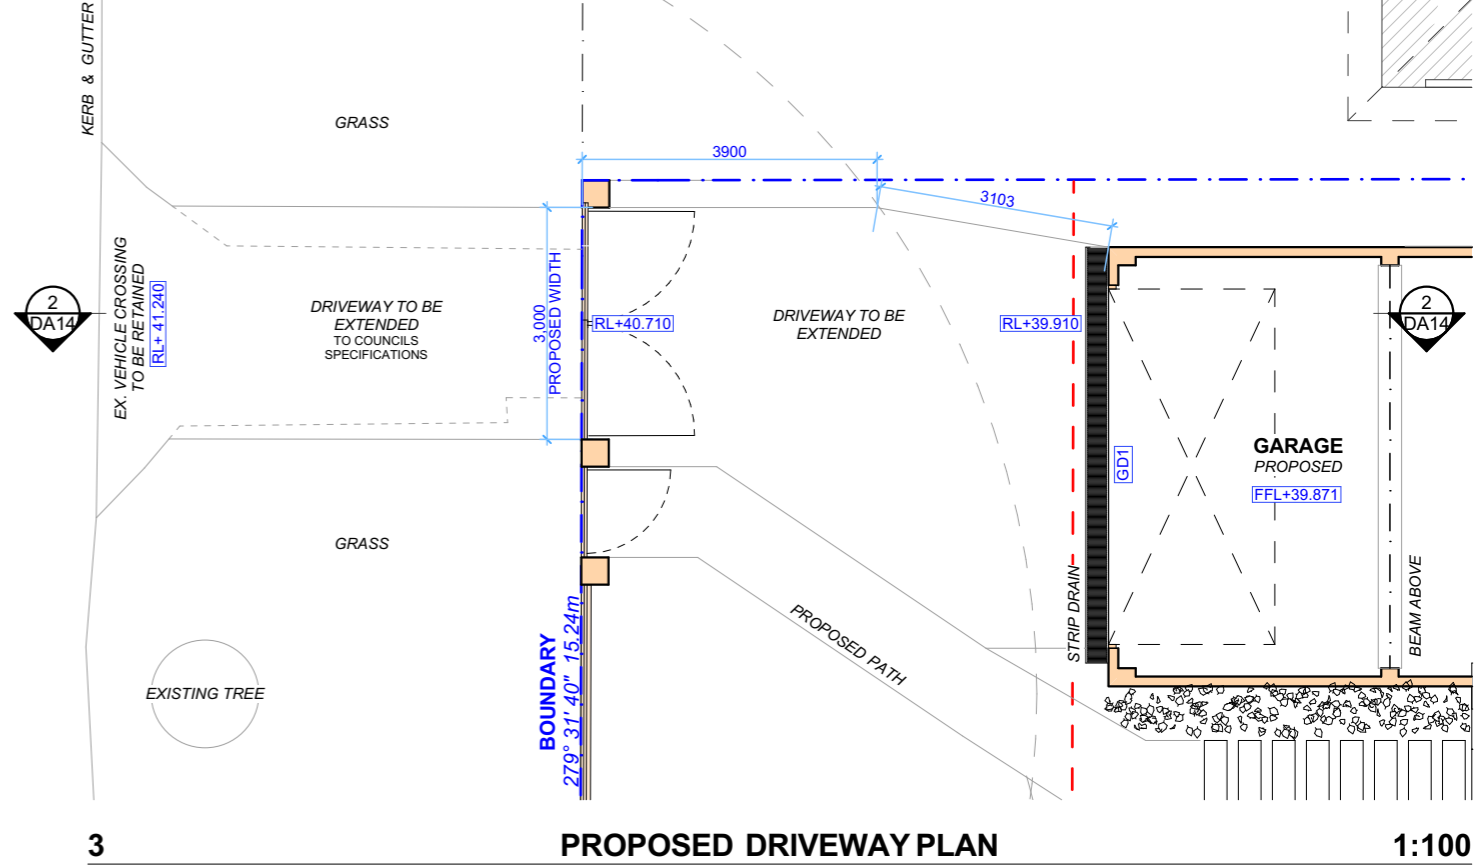 KERB & GUTTER
GRASS
3900
3103
EX. VEHICLE CROSSING
TO BE RETAINED
RL+ 41.240
2
DA14
DRIVEWAY TO BE
EXTENDED
TO COUNCILS
SPECIFICATIONS
3,000
PROPOSED WIDTH
RL+40.710
DRIVEWAY TO BE
EXTENDED
RL+39.910
2
DA14
GD1
GARAGE
PROPOSED
FFL+39.871
GRASS
STRIP DRAIN
BEAM ABOVE
PROPOSED PATH
EXISTING TREE
BOUNDARY
279° 31' 40" 15.24m
3
PROPOSED DRIVEWAY PLAN
1:100